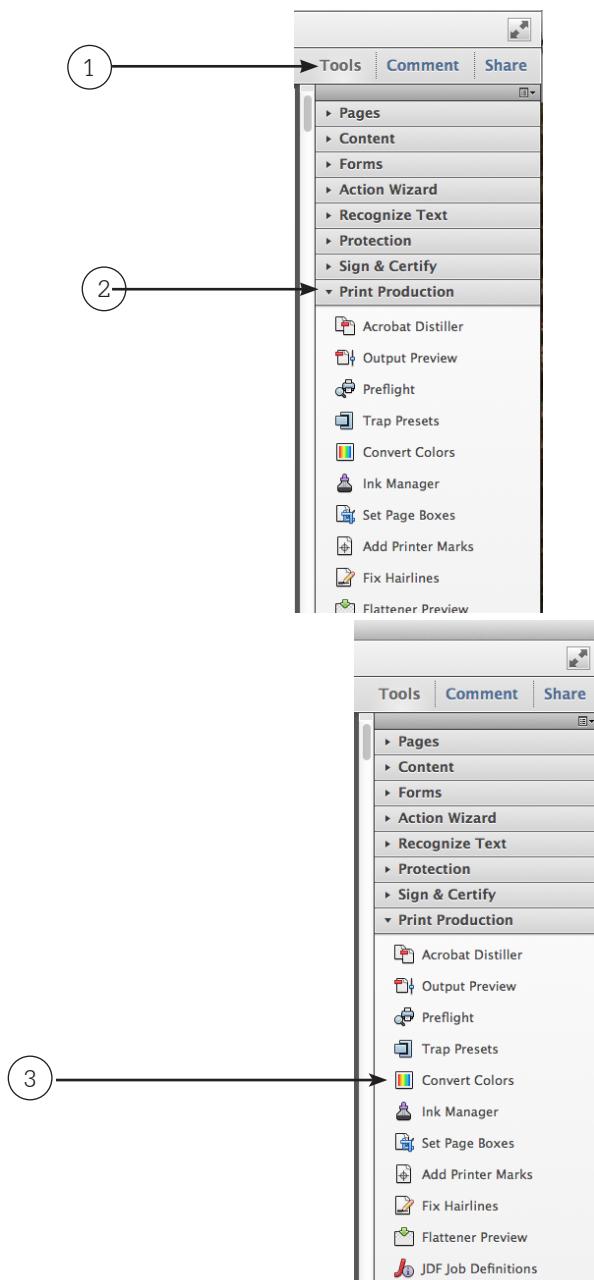 1
Tools Comment Share
Pages
Content
Forms
Action Wizard
Recognize Text
Protection
Sign & Certify
2
Print Production
Acrobat Distiller
Output Preview
Preflight
Trap Presets
Convert Colors
Ink Manager
Set Page Boxes
Add Printer Marks
Fix Hairlines
Flattener Preview
Tools Comment Share
Pages
Content
Forms
Action Wizard
Recognize Text
Protection
Sign & Certify
Print Production
Acrobat Distiller
Output Preview
Preflight
Trap Presets
3
Convert Colors
Ink Manager
Set Page Boxes
Add Printer Marks
Fix Hairlines
Flattener Preview
JDF Job Definitions